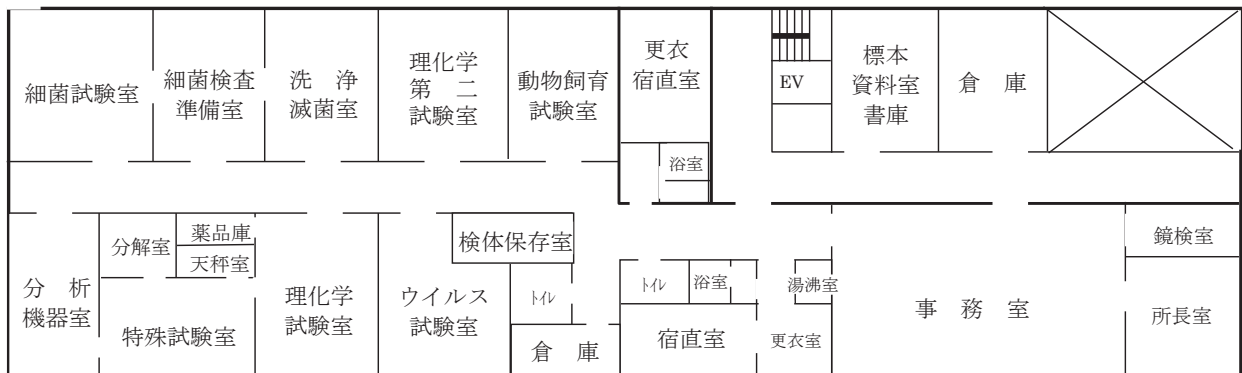 細菌試験室
細菌検査
準備室
洗　浄
滅菌室
理化学
第　二
試験室
動物飼育
試験室
更衣
宿直室
浴室
EV
標本
資料室
書庫
倉　庫
分　析
機器室
分解室
薬品庫
天秤室
特殊試験室
理化学
試験室
ウイルス
試験室
検体保存室
ﾄｲﾚ
倉　庫
ﾄｲﾚ
浴室
宿直室
湯沸室
更衣室
事　務　室
鏡検室
所長室